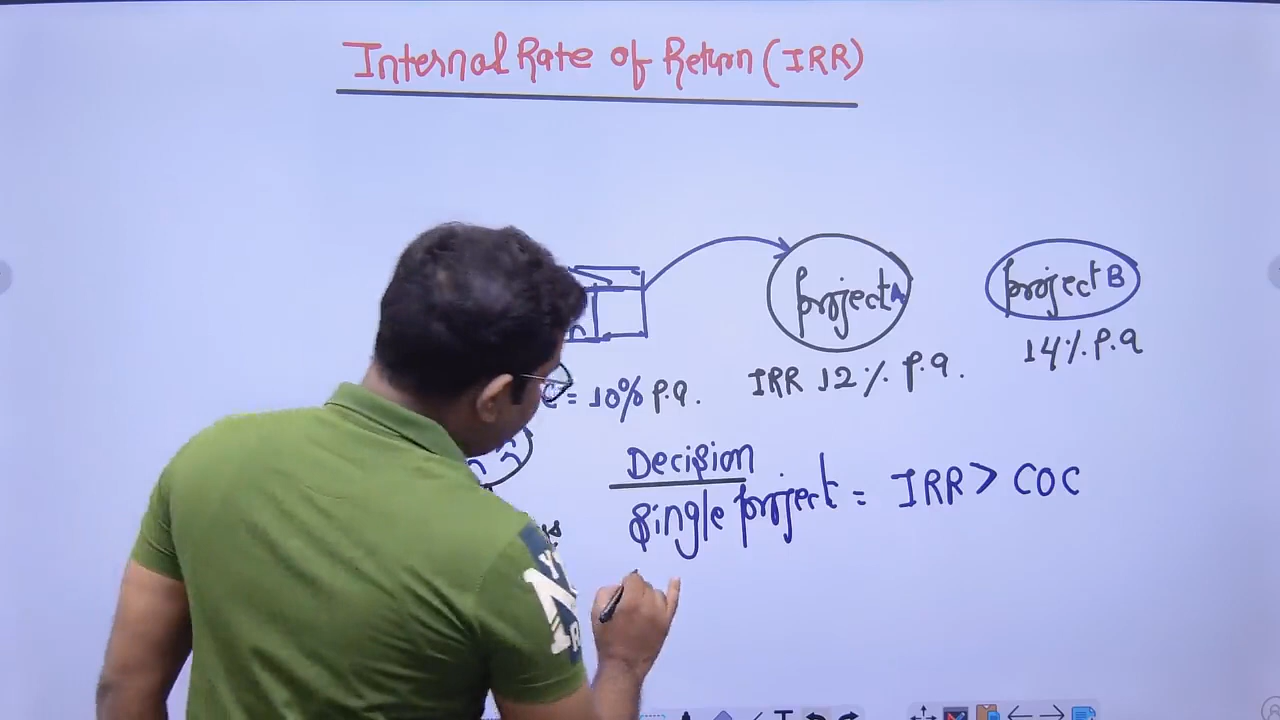 Internal Rate of Return (IRR)
project A
project B
14% P.a
IRR 12% P.a.
= 10% P.a.
Decision
Single project = IRR > COC